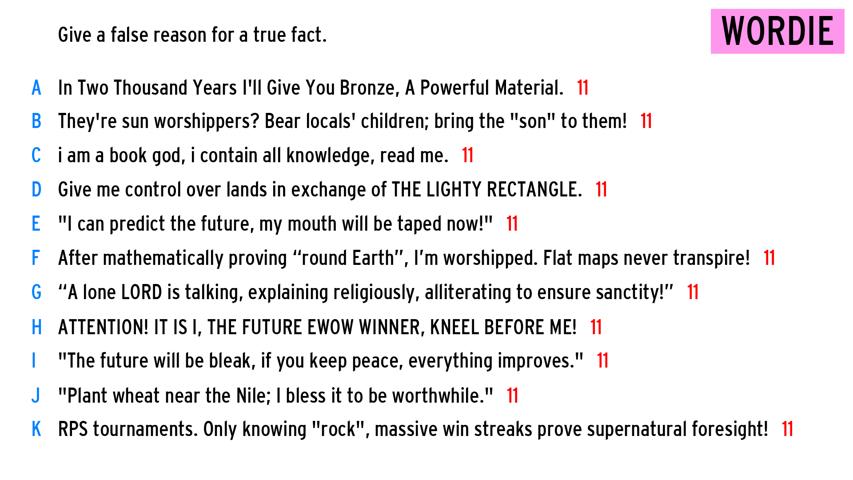 Give a false reason for a true fact.
WORDIE
A In Two Thousand Years I'll Give You Bronze, A Powerful Material. 11
B They're sun worshippers? Bear locals' children; bring the "son" to them! 11
C i am a book god, i contain all knowledge, read me. 11
D Give me control over lands in exchange of THE LIGHTY RECTANGLE. 11
E "I can predict the future, my mouth will be taped now!" 11
F After mathematically proving “round Earth”, I’m worshipped. Flat maps never transpire! 11
G “A lone LORD is talking, explaining religiously, alliterating to ensure sanctity!” 11
H ATTENTION! IT IS I, THE FUTURE EWOW WINNER, KNEEL BEFORE ME! 11
I "The future will be bleak, if you keep peace, everything improves." 11
J "Plant wheat near the Nile; I bless it to be worthwhile." 11
K RPS tournaments. Only knowing "rock", massive win streaks prove supernatural foresight! 11